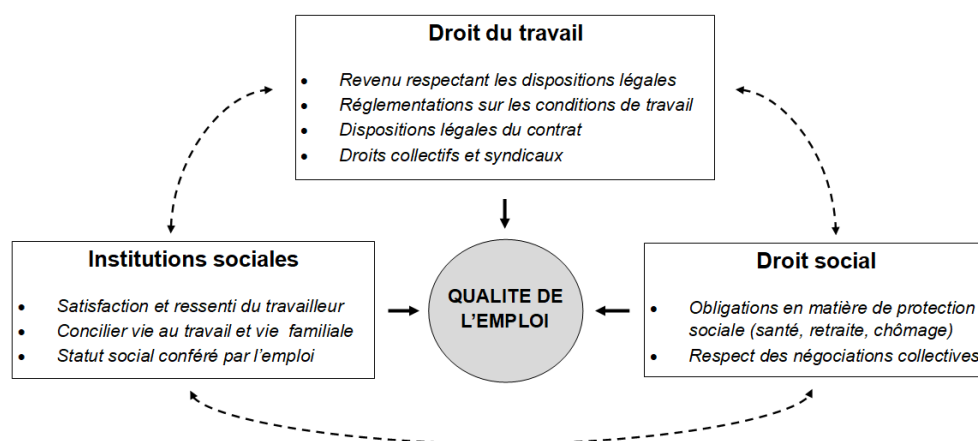 Droit du travail
• Revenu respectant les dispositions légales
• Réglementations sur les conditions de travail
• Dispositions légales du contrat
• Droits collectifs et syndicaux
Institutions sociales
• Satisfaction et ressenti du travailleur
• Concilier vie au travail et vie familiale
• Statut social conféré par l'emploi
QUALITE DE
L'EMPLOI
Droit social
• Obligations en matière de protection
sociale (santé, retraite, chômage)
• Respect des négociations collectives